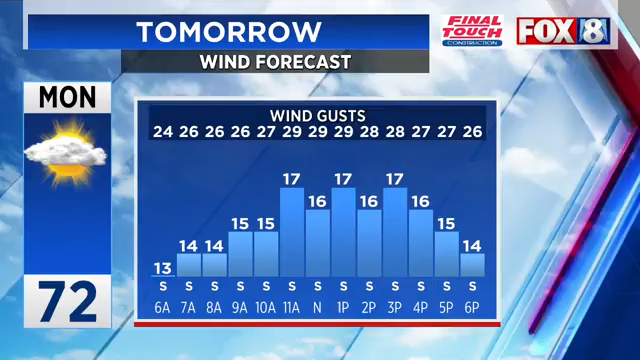 TOMORROW
WIND FORECAST
FINAL TOUCH
CONSTRUCTION
FOX 8
MON
72
WIND GUSTS
24 26 26 26 27 29 29 29 28 28 27 27 26
13 14 14 15 15 17 16 17 16 17 16 15 14
S S S S S S S S S S S S S
6A 7A 8A 9A 10A 11A N 1P 2P 3P 4P 5P 6P